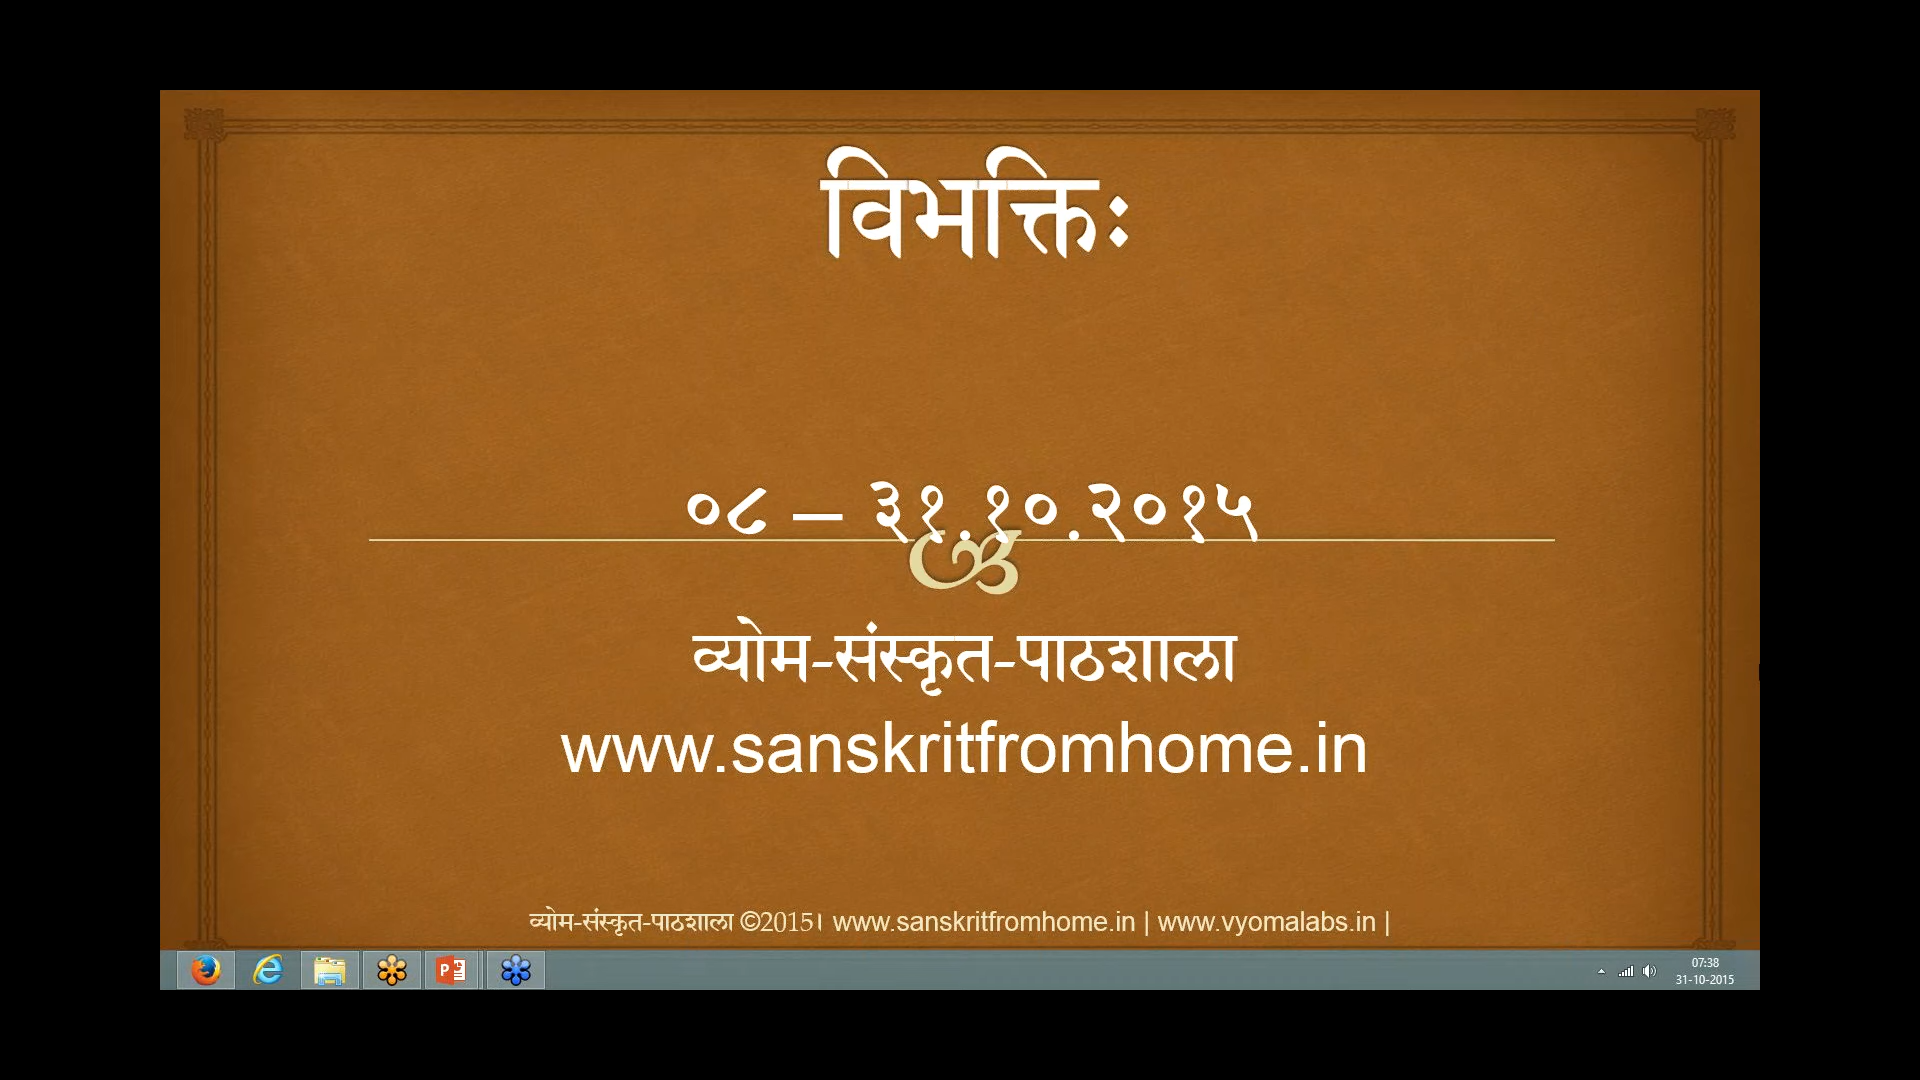 विभक्तिः
०८ – ३१.१०.२०१५
व्योम-संस्कृत-पाठशाला
www.sanskritfromhome.in
व्योम-संस्कृत-पाठशाला ©2015। www.sanskritfromhome.in | www.vyomalabs.in |
07:38
31-10-2015